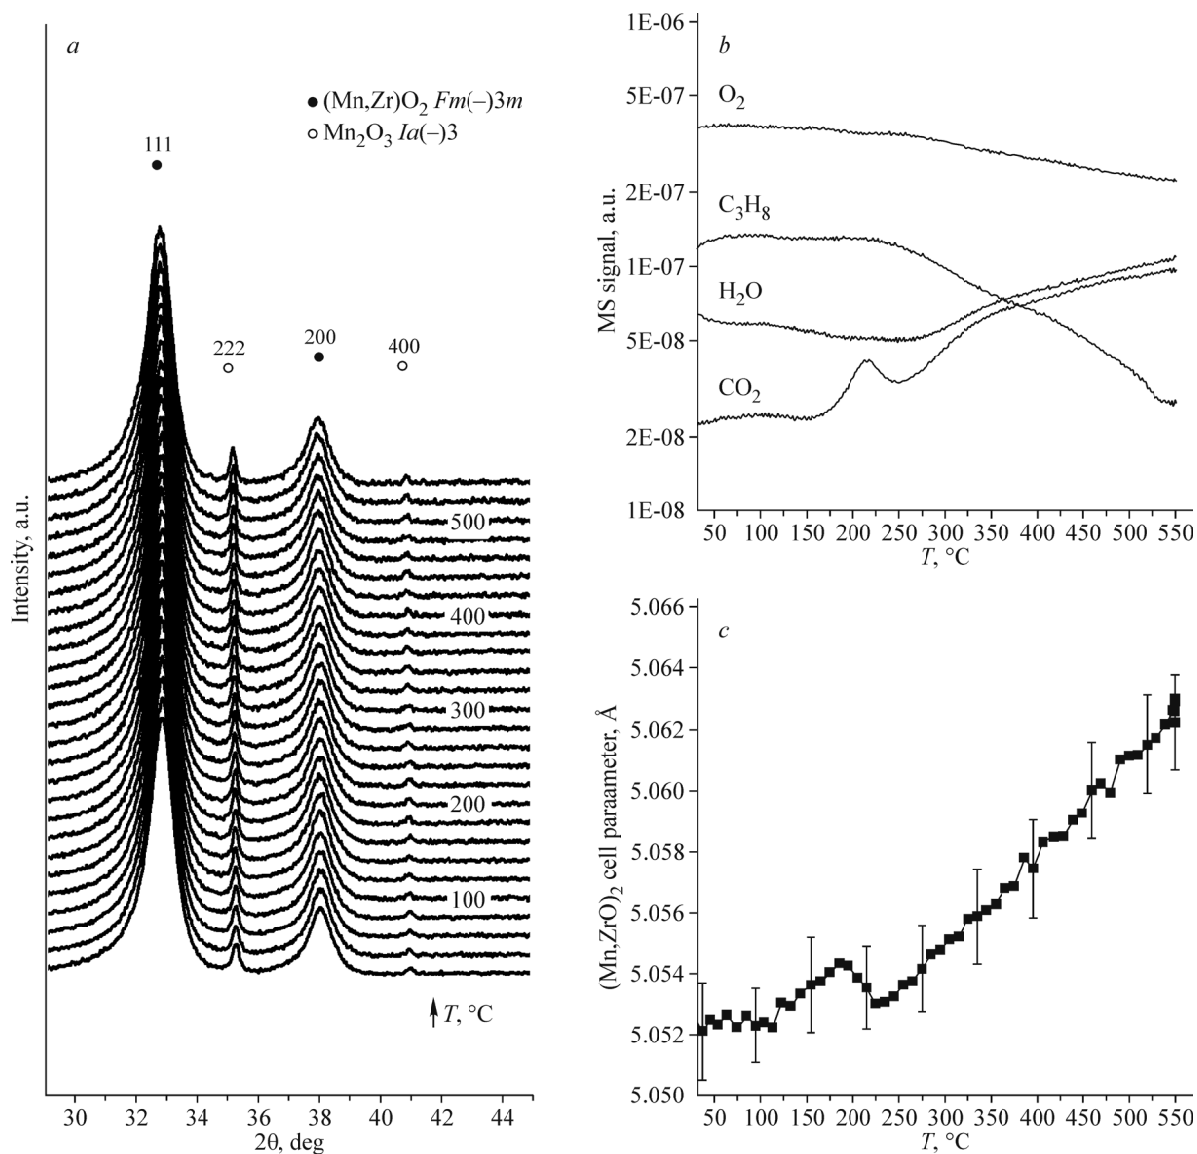 a
● (Mn,Zr)O₂ Fm(–)3m
○ Mn₂O₃ Ia(–)3
111
222
200
400
500
400
300
200
100
T, °C
Intensity, a.u.
30 32 34 36 38 40 42 44
2θ, deg
b
1E-06
5E-07
2E-07
1E-07
5E-08
2E-08
1E-08
O₂
C₃H₈
H₂O
CO₂
MS signal, a.u.
50 100 150 200 250 300 350 400 450 500 550
T, °C
c
5.066
5.064
5.062
5.060
5.058
5.056
5.054
5.052
5.050
(Mn,ZrO)₂ cell paraameter, Å
50 100 150 200 250 300 350 400 450 500 550
T, °C